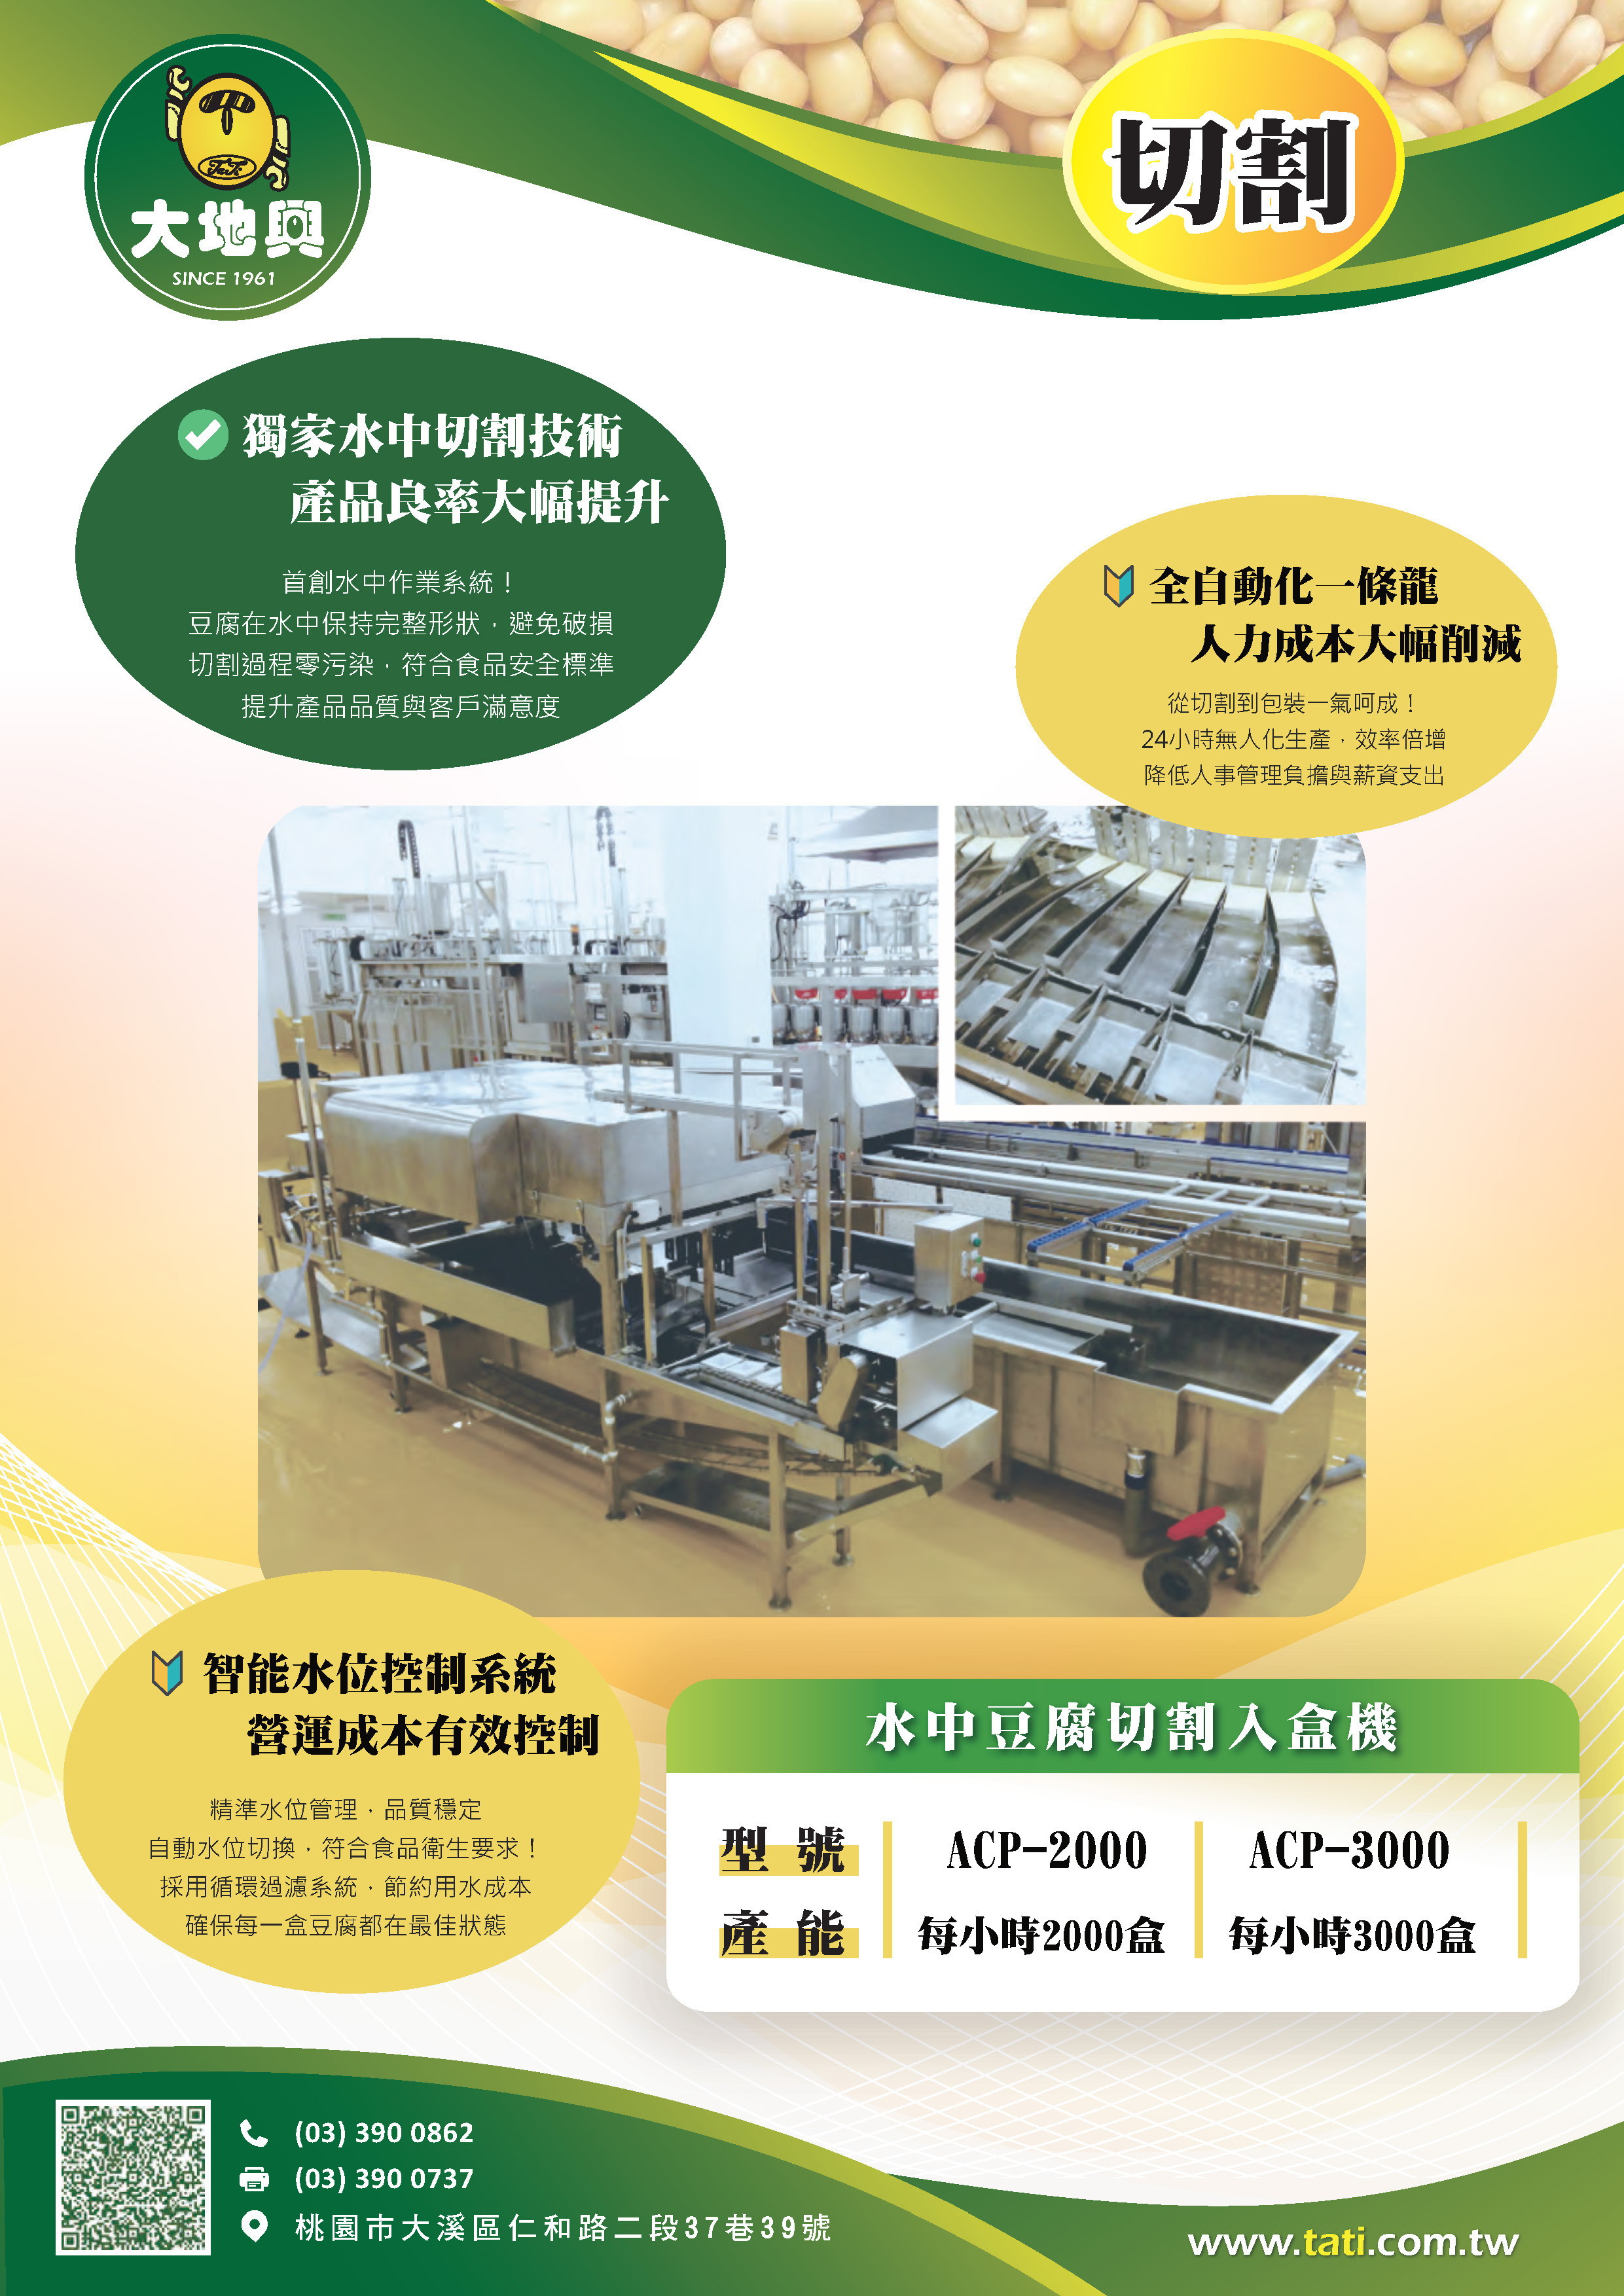 TaTi
大地興
SINCE 1961
切割
獨家水中切割技術
產品良率大幅提升
首創水中作業系統！
豆腐在水中保持完整形狀，避免破損
切割過程零污染，符合食品安全標準
提升產品品質與客戶滿意度
全自動化一條龍
人力成本大幅削減
從切割到包裝一氣呵成！
24小時無人化生產，效率倍增
降低人事管理負擔與薪資支出
智能水位控制系統
營運成本有效控制
精準水位管理，品質穩定
自動水位切換，符合食品衛生要求！
採用循環過濾系統，節約用水成本
確保每一盒豆腐都在最佳狀態
水中豆腐切割入盒機
型號 ACP-2000 ACP-3000
產能 每小時2000盒 每小時3000盒
(03) 390 0862
(03) 390 0737
桃園市大溪區仁和路二段37巷39號
www.tati.com.tw